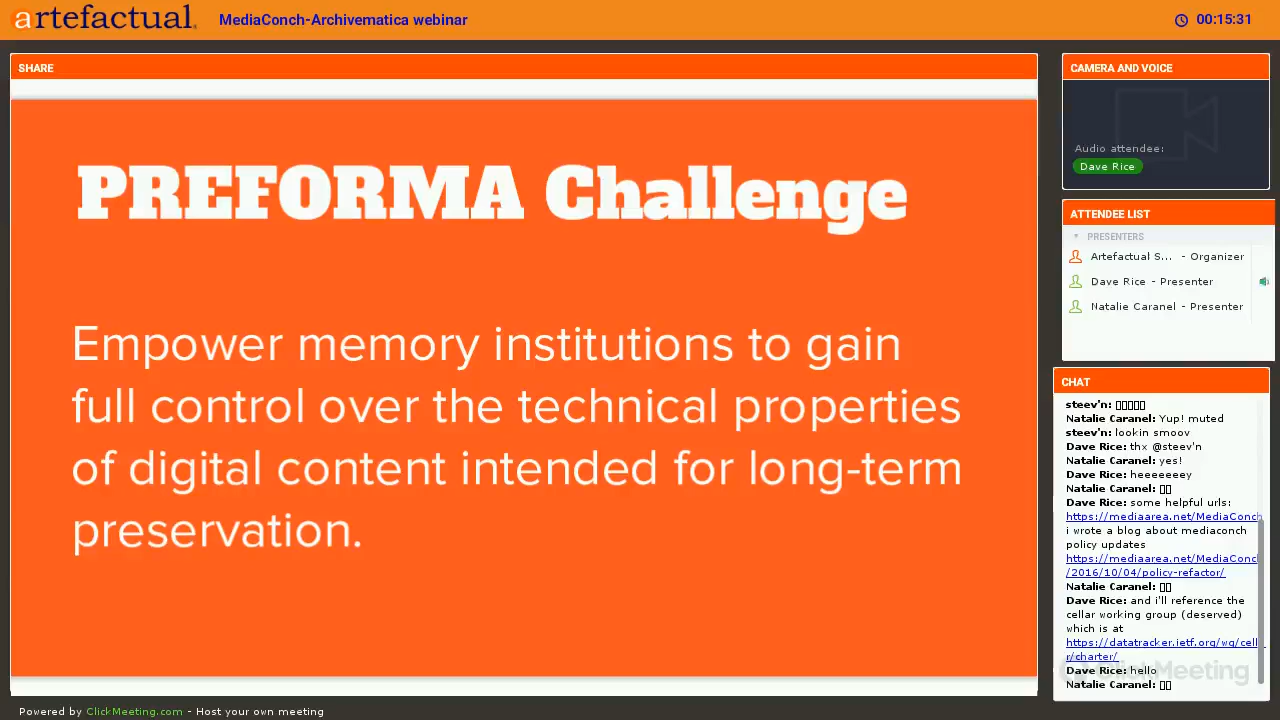 artefactual
MediaConch-Archivematica webinar
00:15:31
SHARE
PREFORMA Challenge
Empower memory institutions to gain
full control over the technical properties
of digital content intended for long-term
preservation.
CAMERA AND VOICE
Audio attendee:
Dave Rice
ATTENDEE LIST
PRESENTERS
Artefactual S... - Organizer
Dave Rice - Presenter
Natalie Caranel - Presenter
CHAT
steev'n:
Natalie Caranel: Yup! muted
steev'n: lookin smoov
Dave Rice: thx @steev'n
Natalie Caranel: yes!
Dave Rice: heeeeeeey
Natalie Caranel:
Dave Rice: some helpful urls:
https://mediaarea.net/MediaConch
i wrote a blog about mediaconch
policy updates
https://mediaarea.net/MediaConch
/2016/10/04/policy-refactor/
Natalie Caranel:
Dave Rice: and i'll reference the
cellar working group (deserved)
which is at
https://datatracker.ietf.org/wg/cell
r/charter/
Dave Rice: hello
Natalie Caranel:
ClickMeeting
Powered by ClickMeeting.com - Host your own meeting